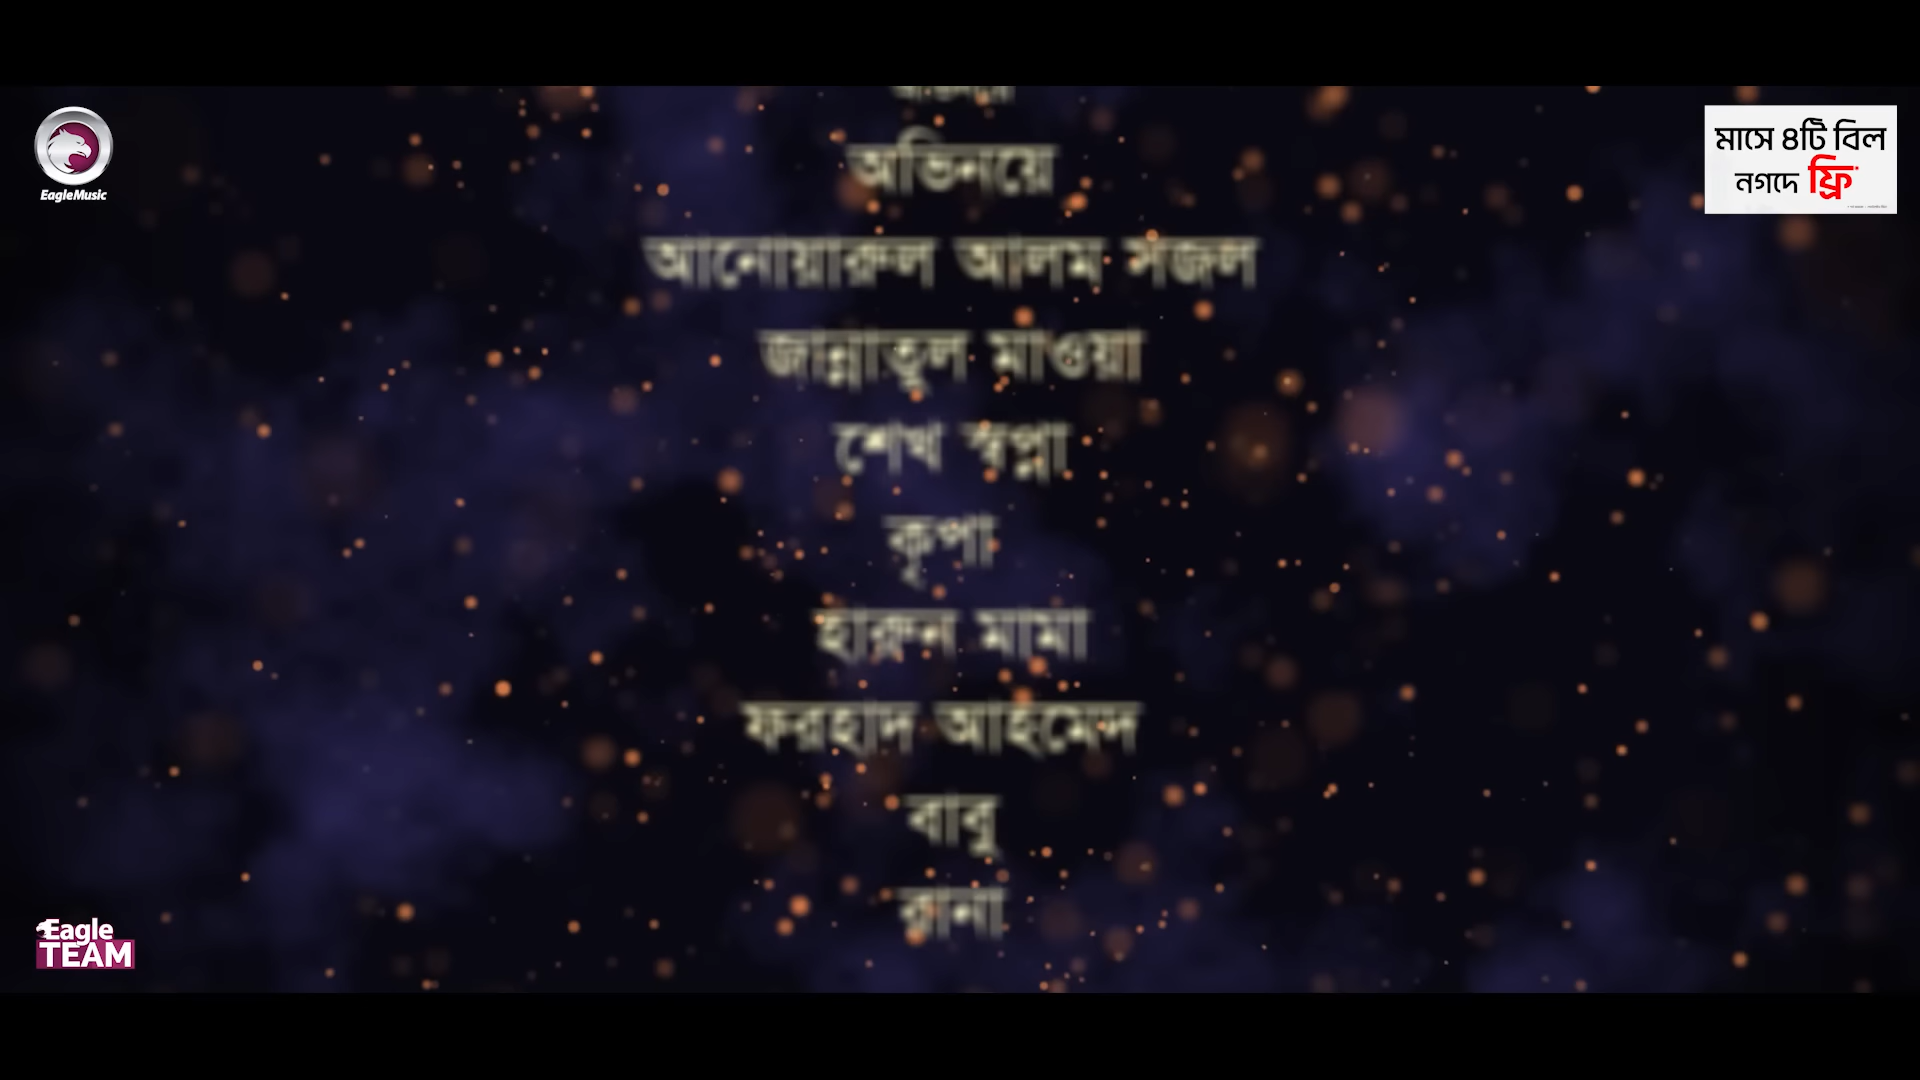 অভিনয়ে
আনোয়ারুল আলম সজল
জান্নাতুল মাওয়া
শেখ স্বপ্না
কৃপা
হারুন মামা
ফরহাদ আহমেদ
বাবু
রানা
EagleMusic
মাসে ৪টি বিল
নগদে ফ্রি
Eagle
TEAM